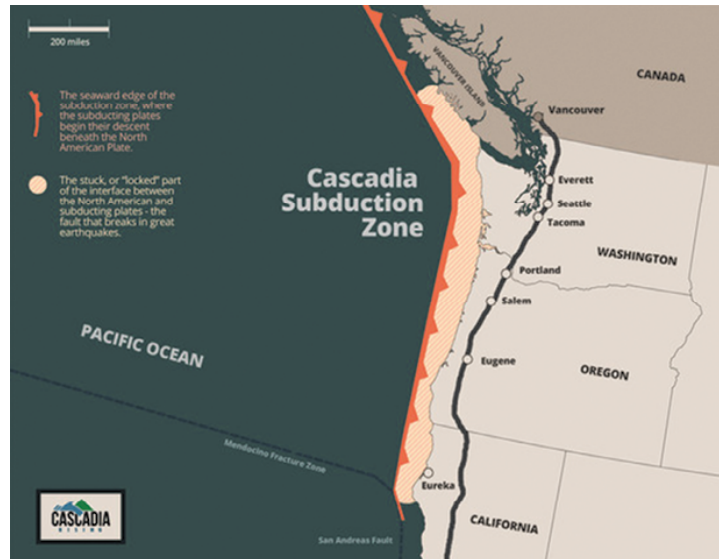 200 miles
The seaward edge of the
subduction zone, where
the subducting plates
begin their descent
beneath the North
American Plate.
The stuck, or "locked" part
of the interface between
the North American and
subducting plates - the
fault that breaks in great
earthquakes.
Cascadia
Subduction
Zone
VANCOUVER ISLAND
CANADA
Vancouver
Everett
Seattle
Tacoma
WASHINGTON
Portland
Salem
PACIFIC OCEAN
Eugene
OREGON
Mendocino Fracture Zone
Eureka
CASCADIA
RISING
CALIFORNIA
San Andreas Fault